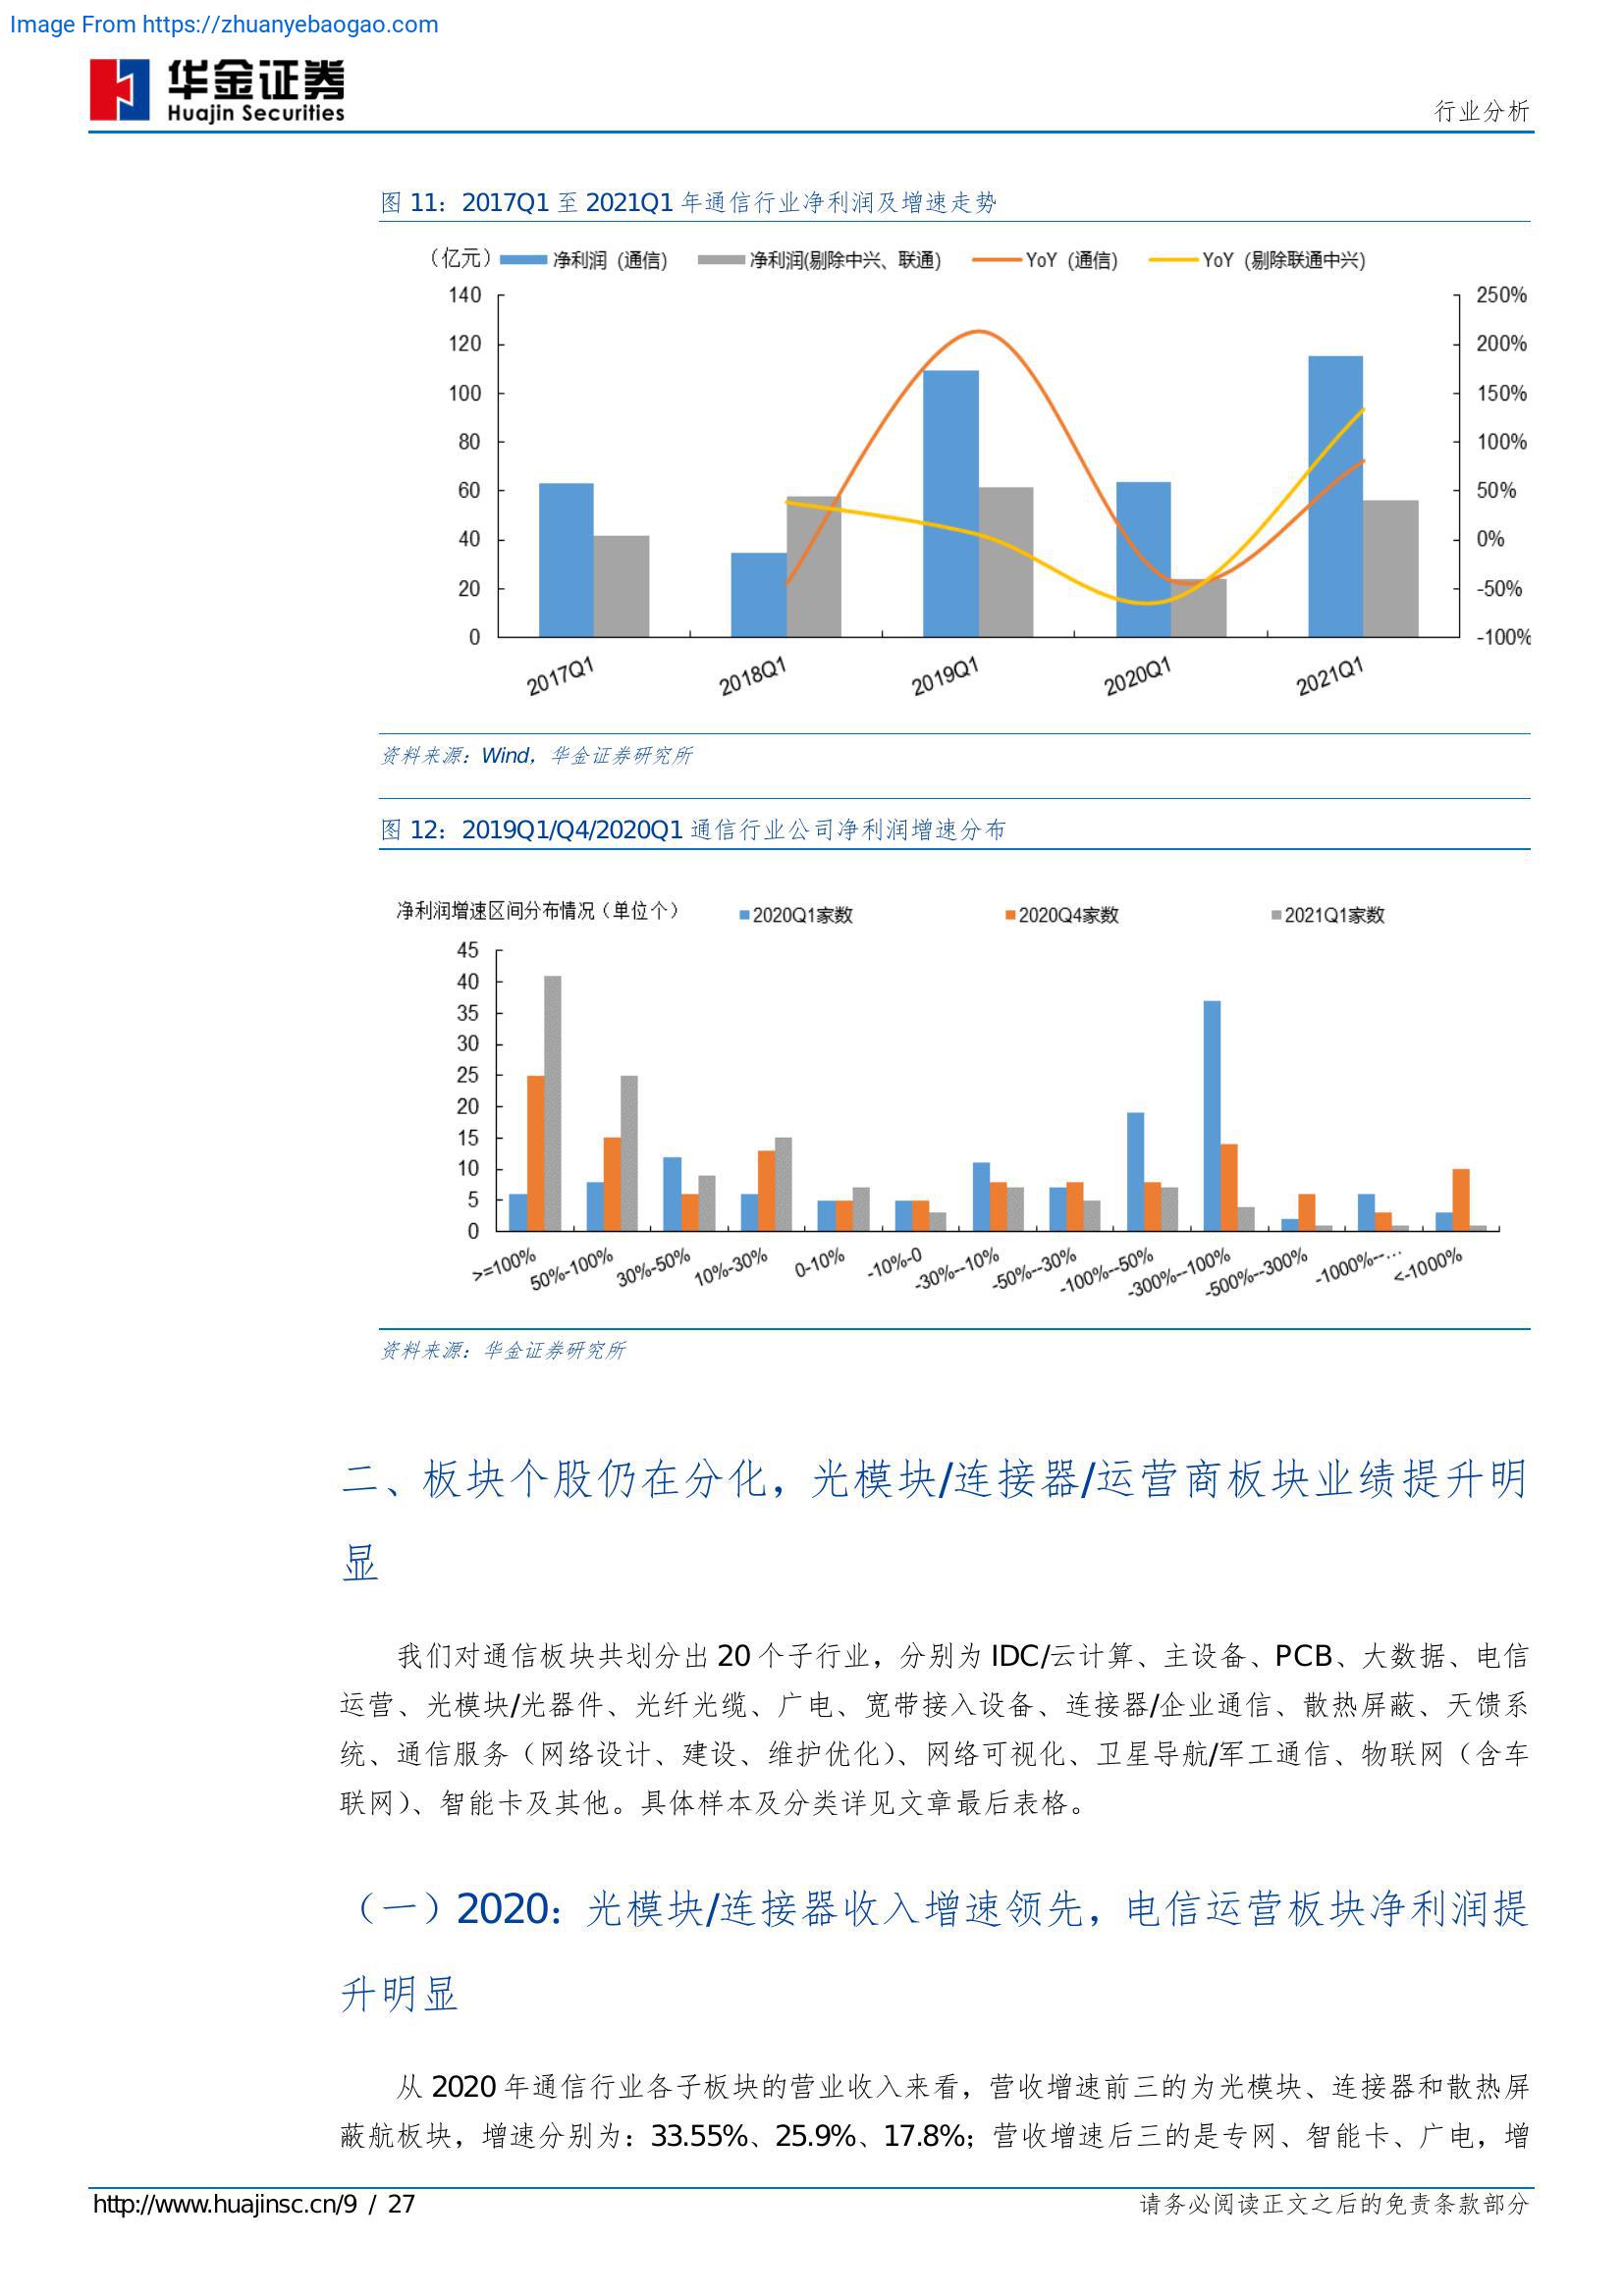 Image From https://zhuanyebaogao.com
华金证券
Huajin Securities
行业分析
图 11：2017Q1 至 2021Q1 年通信行业净利润及增速走势
（亿元） 净利润（通信） 净利润(剔除中兴、联通) YoY（通信） YoY（剔除联通中兴）
140 250%
120 200%
100 150%
80 100%
60 50%
40 0%
20 -50%
0 -100%
2017Q1 2018Q1 2019Q1 2020Q1 2021Q1
资料来源：Wind，华金证券研究所
图 12：2019Q1/Q4/2020Q1 通信行业公司净利润增速分布
净利润增速区间分布情况（单位个） 2020Q1家数 2020Q4家数 2021Q1家数
45
40
35
30
25
20
15
10
5
0
>=100% 50%-100% 30%-50% 10%-30% 0-10% -10%-0 -30%--10% -50%--30% -100%--50% -300%--100% -500%--300% -1000%--... <-1000%
资料来源：华金证券研究所
二、板块个股仍在分化，光模块/连接器/运营商板块业绩提升明
显
我们对通信板块共划分出 20 个子行业，分别为 IDC/云计算、主设备、PCB、大数据、电信
运营、光模块/光器件、光纤光缆、广电、宽带接入设备、连接器/企业通信、散热屏蔽、天馈系
统、通信服务（网络设计、建设、维护优化）、网络可视化、卫星导航/军工通信、物联网（含车
联网）、智能卡及其他。具体样本及分类详见文章最后表格。
（一）2020：光模块/连接器收入增速领先，电信运营板块净利润提
升明显
从 2020 年通信行业各子板块的营业收入来看，营收增速前三的为光模块、连接器和散热屏
蔽航板块，增速分别为：33.55%、25.9%、17.8%；营收增速后三的是专网、智能卡、广电，增
http://www.huajinsc.cn/9 / 27
请务必阅读正文之后的免责条款部分